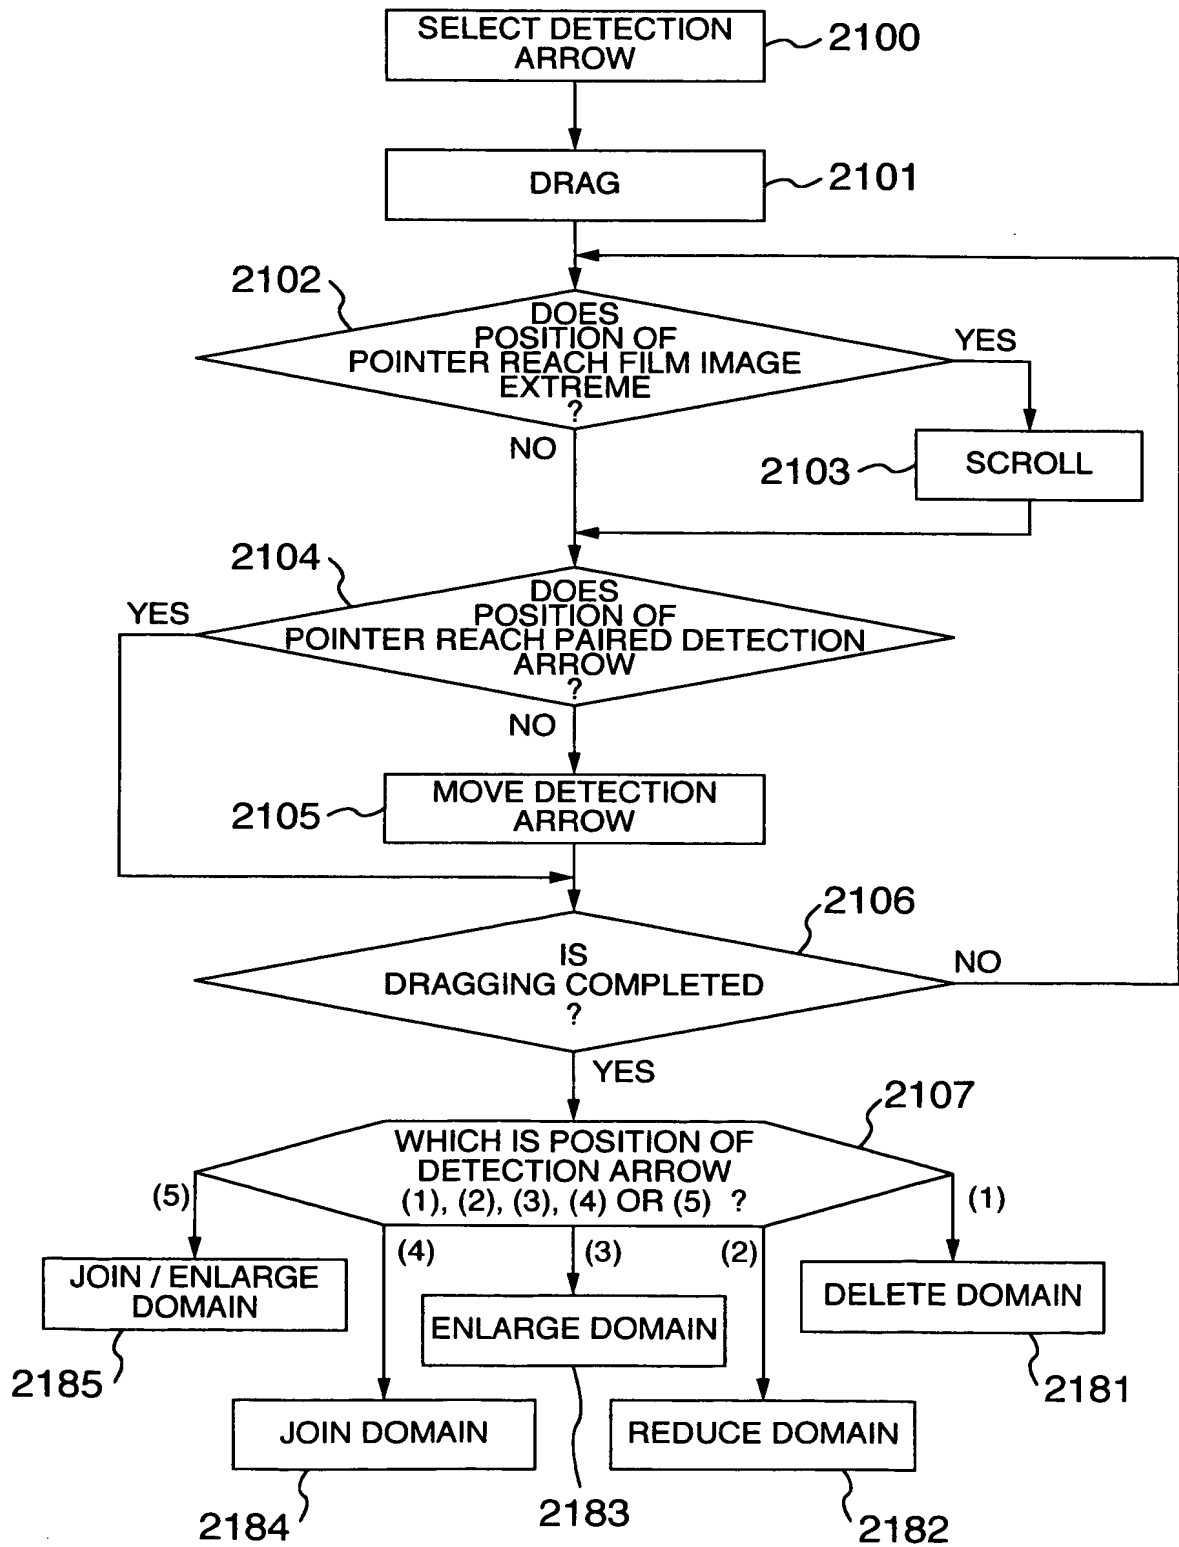 SELECT DETECTION
ARROW
2100
DRAG
2101
2102
DOES
POSITION OF
POINTER REACH FILM IMAGE
EXTREME
?
YES
NO
2103
SCROLL
2104
DOES
POSITION OF
POINTER REACH PAIRED DETECTION
ARROW
?
YES
NO
MOVE DETECTION
ARROW
2105
2106
IS
DRAGGING COMPLETED
?
NO
YES
2107
WHICH IS POSITION OF
DETECTION ARROW
(1), (2), (3), (4) OR (5) ?
(5)
(4)
(3)
(2)
(1)
JOIN / ENLARGE
DOMAIN
ENLARGE DOMAIN
DELETE DOMAIN
2185
2181
JOIN DOMAIN
REDUCE DOMAIN
2184
2183
2182